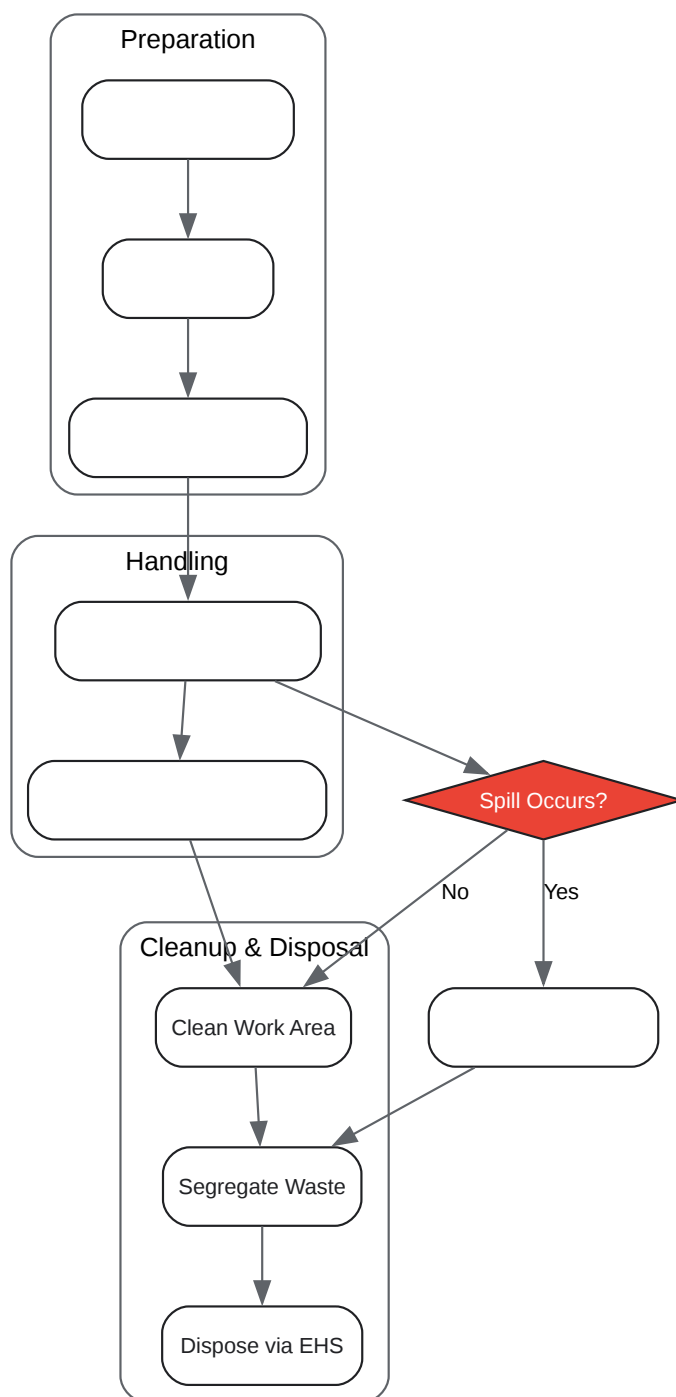 Preparation
Handling
Spill Occurs?
No
Yes
Cleanup & Disposal
Clean Work Area
Segregate Waste
Dispose via EHS